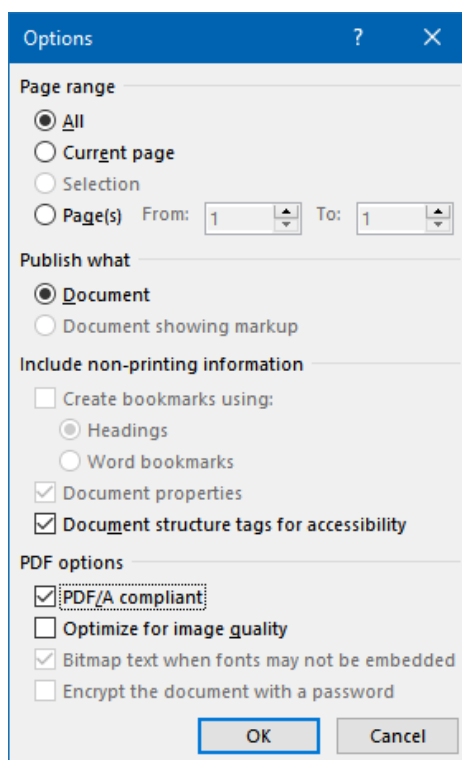 Options ?
Page range
All
Current page
Selection
Page(s) From: 1 To: 1
Publish what
Document
Document showing markup
Include non-printing information
Create bookmarks using:
Headings
Word bookmarks
Document properties
Document structure tags for accessibility
PDF options
PDF/A compliant
Optimize for image quality
Bitmap text when fonts may not be embedded
Encrypt the document with a password
OK Cancel